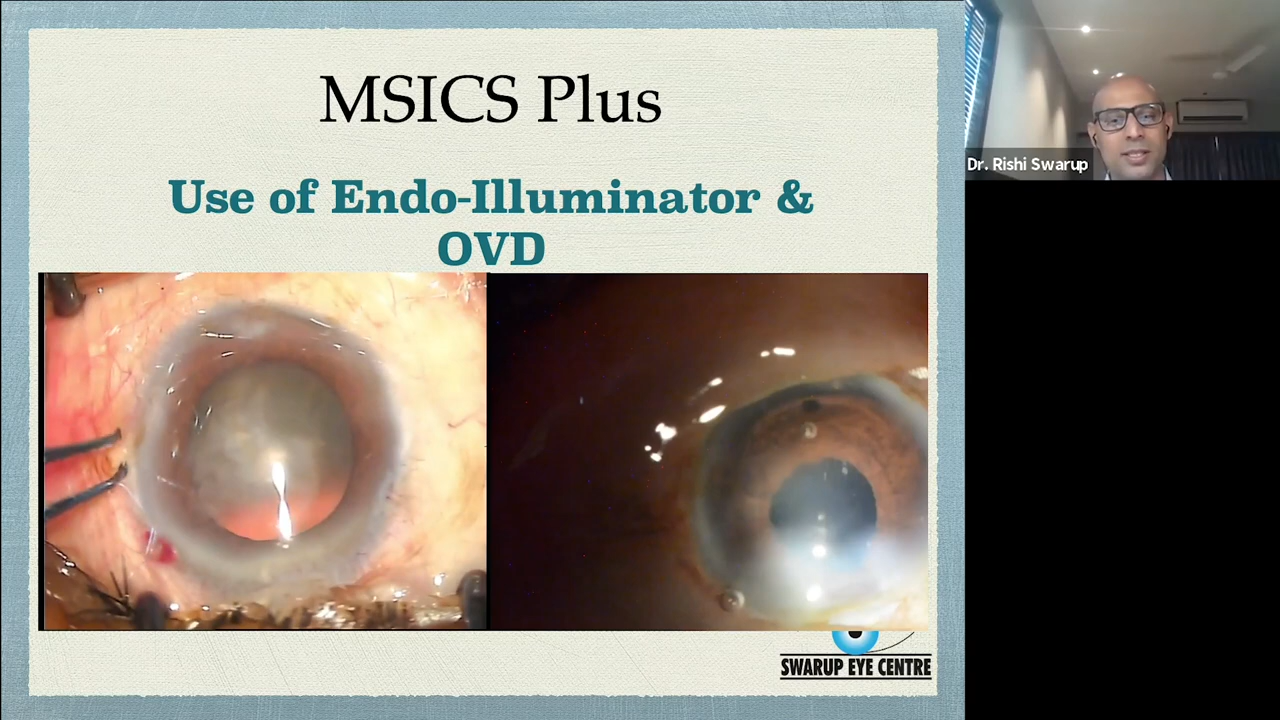 MSICS Plus
Use of Endo-Illuminator &
OVD
Dr. Rishi Swarup
SWARUP EYE CENTRE